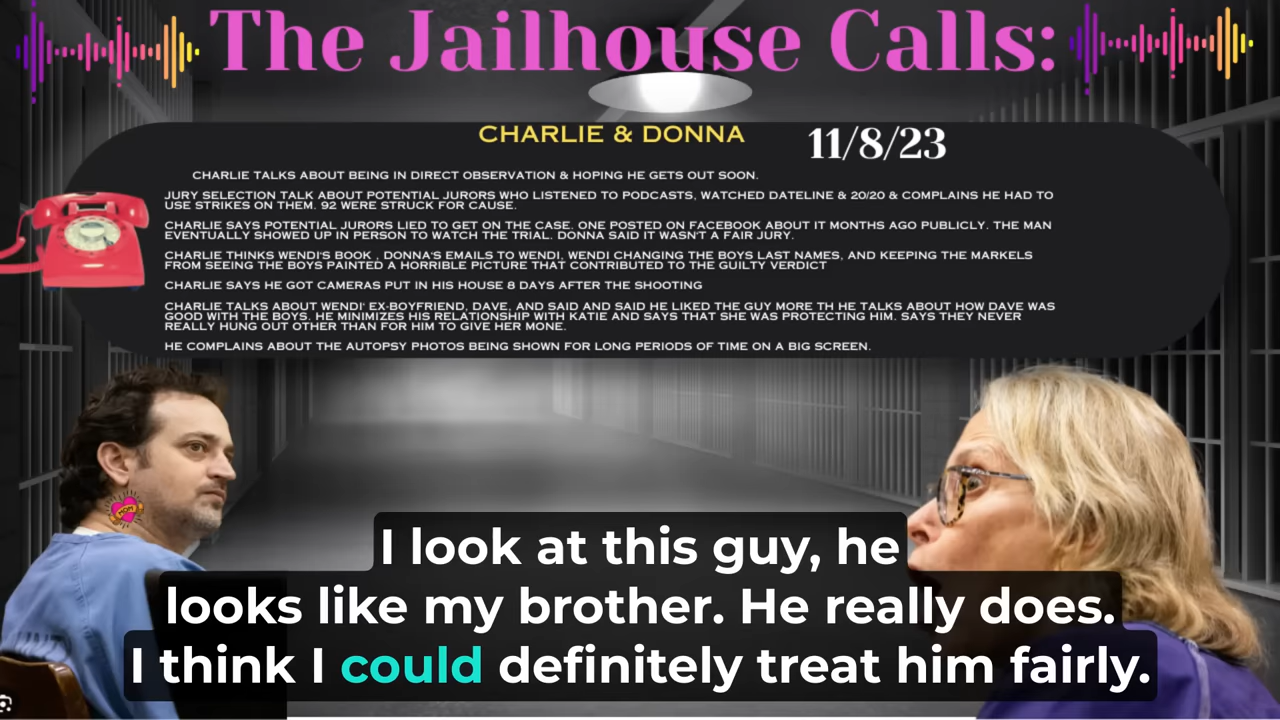 The Jailhouse Calls:
CHARLIE & DONNA
11/8/23
CHARLIE TALKS ABOUT BEING IN DIRECT OBSERVATION & HOPING HE GETS OUT SOON.
JURY SELECTION TALK ABOUT POTENTIAL JURORS WHO LISTENED TO PODCASTS, WATCHED DATELINE & 20/20 & COMPLAINS HE HAD TO
USE STRIKES ON THEM. 92 WERE STRUCK FOR CAUSE.
CHARLIE SAYS POTENTIAL JURORS LIED TO GET ON THE CASE. ONE POSTED ON FACEBOOK ABOUT IT MONTHS AGO PUBLICLY. THE MAN
EVENTUALLY SHOWED UP IN PERSON TO WATCH THE TRIAL. DONNA SAID IT WASN'T A FAIR JURY.
CHARLIE THINKS WENDI'S BOOK , DONNA'S EMAILS TO WENDI, WENDI CHANGING THE BOYS LAST NAMES, AND KEEPING THE MARKELS
FROM SEEING THE BOYS PAINTED A HORRIBLE PICTURE THAT CONTRIBUTED TO THE GUILTY VERDICT
CHARLIE SAYS HE GOT CAMERAS PUT IN HIS HOUSE 8 DAYS AFTER THE SHOOTING
CHARLIE TALKS ABOUT WENDI' EX-BOYFRIEND, DAVE, AND SAID AND SAID HE LIKED THE GUY MORE TH HE TALKS ABOUT HOW DAVE WAS
GOOD WITH THE BOYS. HE MINIMIZES HIS RELATIONSHIP WITH KATIE AND SAYS THAT SHE WAS PROTECTING HIM. SAYS THEY NEVER
REALLY HUNG OUT OTHER THAN FOR HIM TO GIVE HER MONE.
HE COMPLAINS ABOUT THE AUTOPSY PHOTOS BEING SHOWN FOR LONG PERIODS OF TIME ON A BIG SCREEN.
MOM
I look at this guy, he
looks like my brother. He really does.
I think I could definitely treat him fairly.